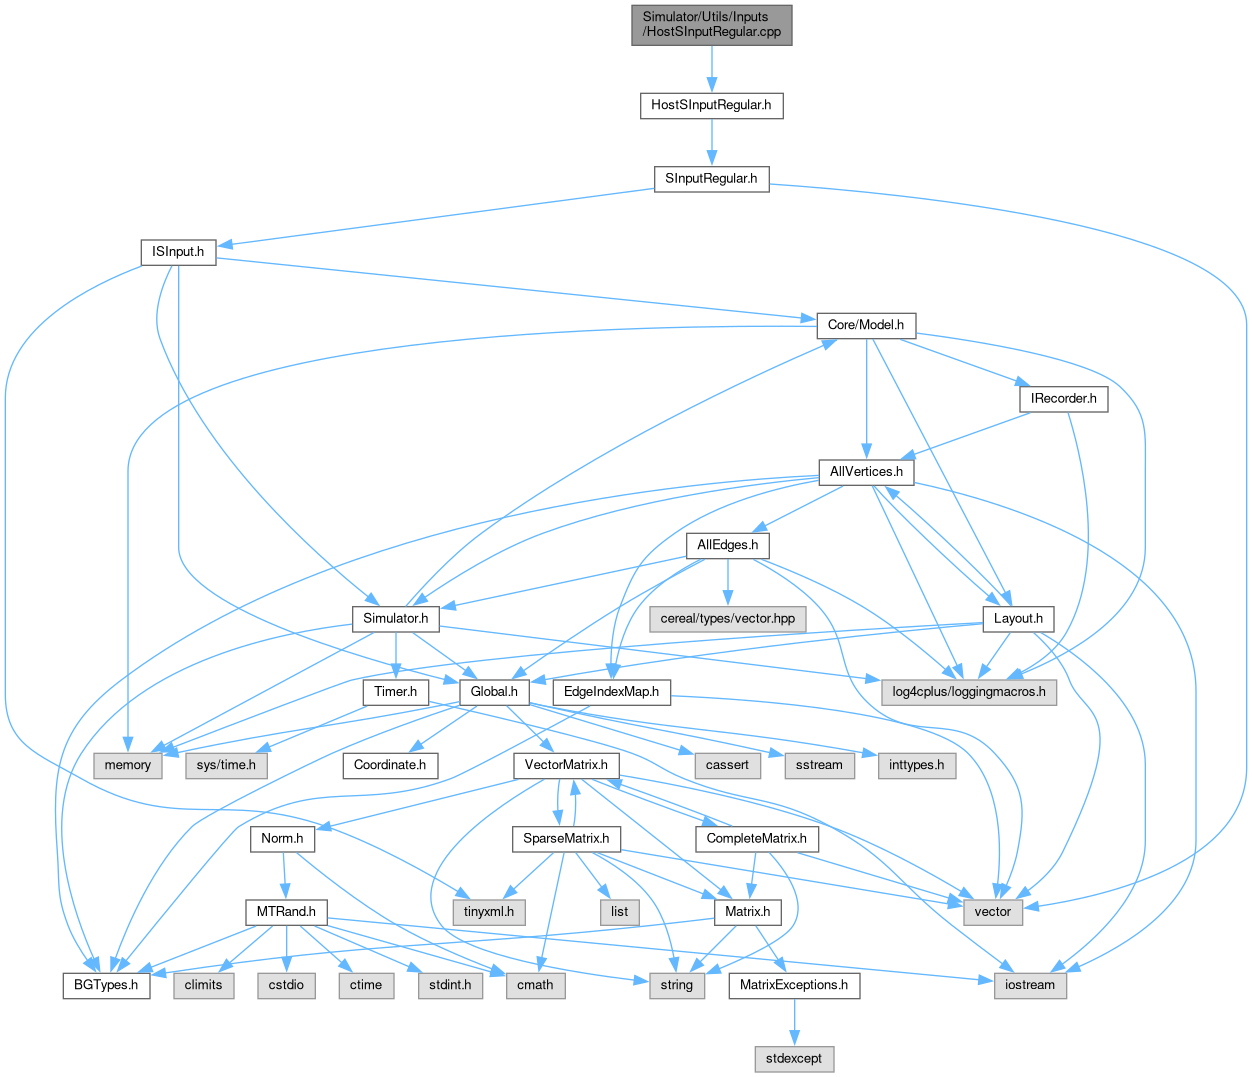 Simulator/Utils/Inputs
/HostSInputRegular.cpp
HostSInputRegular.h
SInputRegular.h
ISInput.h
Core/Model.h
IRecorder.h
AllVertices.h
AllEdges.h
cereal/types/vector.hpp
Simulator.h
Layout.h
Timer.h
Global.h
EdgeIndexMap.h
log4cplus/loggingmacros.h
memory
sys/time.h
Coordinate.h
VectorMatrix.h
cassert
sstream
inttypes.h
Norm.h
SparseMatrix.h
CompleteMatrix.h
MTRand.h
tinyxml.h
list
Matrix.h
vector
BGTypes.h
climits
cstdio
ctime
stdint.h
cmath
string
MatrixExceptions.h
iostream
stdexcept